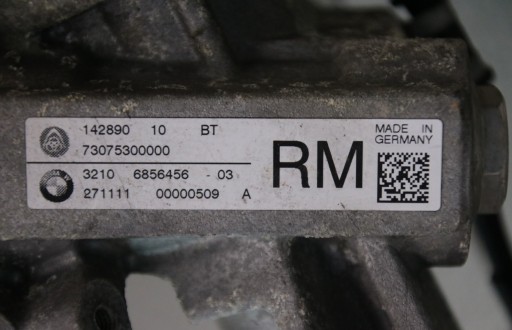 142890 10 BT
73075300000
3210 6856456 - 03
271111 00000509 A
RM
MADE IN
GERMANY